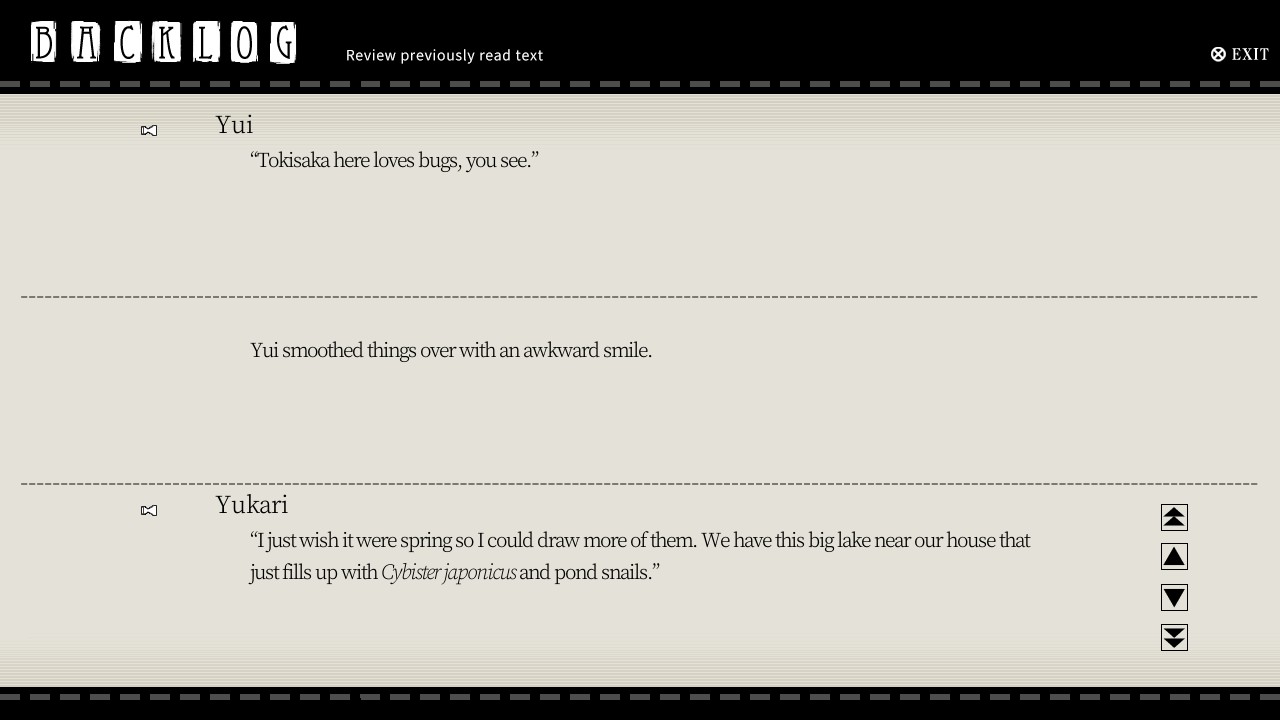 BACKLOG
Review previously read text
EXIT
Yui
“Tokisaka here loves bugs, you see.”
Yui smoothed things over with an awkward smile.
Yukari
“I just wish it were spring so I could draw more of them. We have this big lake near our house that
just fills up with Cybister japonicus and pond snails.”